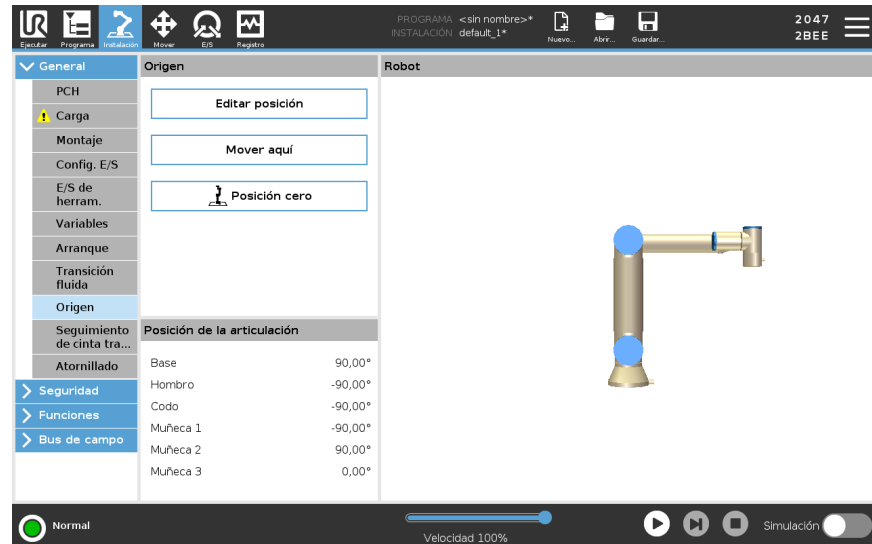 PROGRAMA <sin nombre>*
INSTALACIÓN default_1*
Ejecutar Programa Instalación Mover E/S Registro
Nuevo... Abrir... Guardar...
2047
2BEE
General
PCH
Carga
Montaje
Config. E/S
E/S de
herram.
Variables
Arranque
Transición
fluida
Origen
Seguimiento
de cinta tra...
Atornillado
Seguridad
Funciones
Bus de campo
Origen
Editar posición
Mover aquí
Posición cero
Posición de la articulación
Base 90,00°
Hombro -90,00°
Codo -90,00°
Muñeca 1 -90,00°
Muñeca 2 90,00°
Muñeca 3 0,00°
Robot
Normal
Velocidad 100%
Simulación